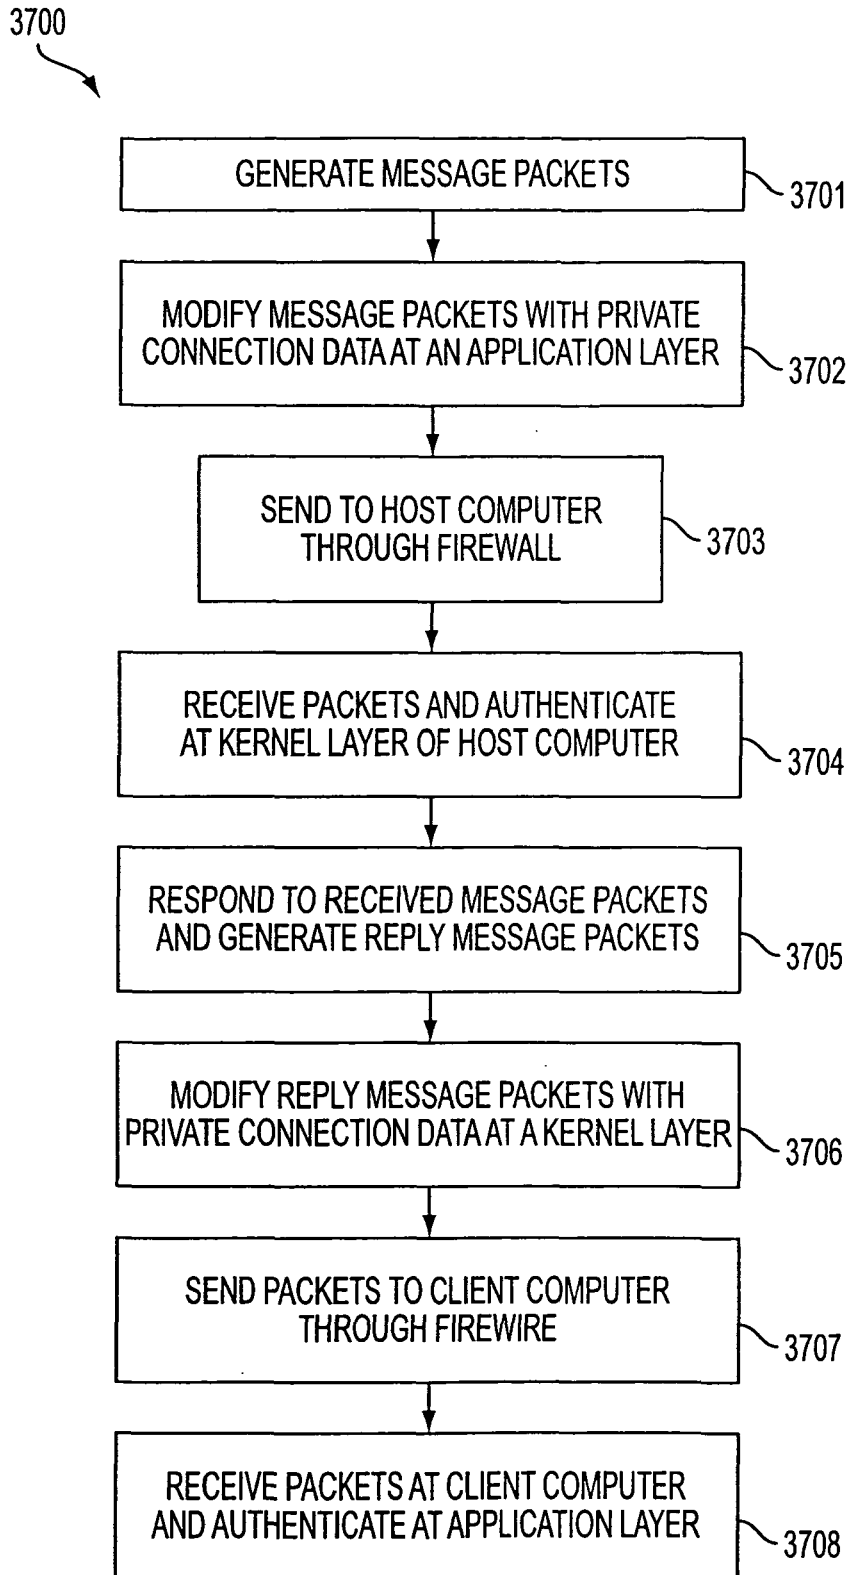 3700
GENERATE MESSAGE PACKETS
3701
MODIFY MESSAGE PACKETS WITH PRIVATE
CONNECTION DATA AT AN APPLICATION LAYER
3702
SEND TO HOST COMPUTER
THROUGH FIREWALL
3703
RECEIVE PACKETS AND AUTHENTICATE
AT KERNEL LAYER OF HOST COMPUTER
3704
RESPOND TO RECEIVED MESSAGE PACKETS
AND GENERATE REPLY MESSAGE PACKETS
3705
MODIFY REPLY MESSAGE PACKETS WITH
PRIVATE CONNECTION DATA AT A KERNEL LAYER
3706
SEND PACKETS TO CLIENT COMPUTER
THROUGH FIREWIRE
3707
RECEIVE PACKETS AT CLIENT COMPUTER
AND AUTHENTICATE AT APPLICATION LAYER
3708